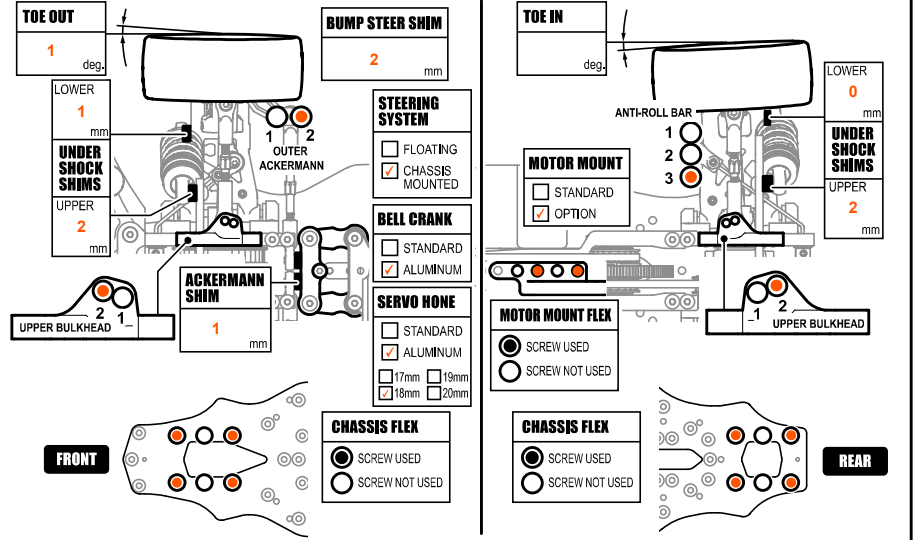 TOE OUT
1
deg.
BUMP STEER SHIM
2
mm
LOWER
1
mm
UNDER
SHOCK
SHIMS
UPPER
2
mm
1 2
OUTER
ACKERMANN
STEERING
SYSTEM
FLOATING
✓ CHASSIS
MOUNTED
BELL CRANK
STANDARD
✓ ALUMINUM
SERVO HONE
STANDARD
✓ ALUMINUM
17mm 19mm
✓ 18mm 20mm
ACKERMANN
SHIM
1
mm
2 1
UPPER BULKHEAD
FRONT
CHASSIS FLEX
SCREW USED
SCREW NOT USED
TOE IN
deg.
ANTI-ROLL BAR
1
2
3
LOWER
0
mm
UNDER
SHOCK
SHIMS
UPPER
2
mm
MOTOR MOUNT
STANDARD
✓ OPTION
MOTOR MOUNT FLEX
SCREW USED
SCREW NOT USED
1 2
UPPER BULKHEAD
CHASSIS FLEX
SCREW USED
SCREW NOT USED
REAR